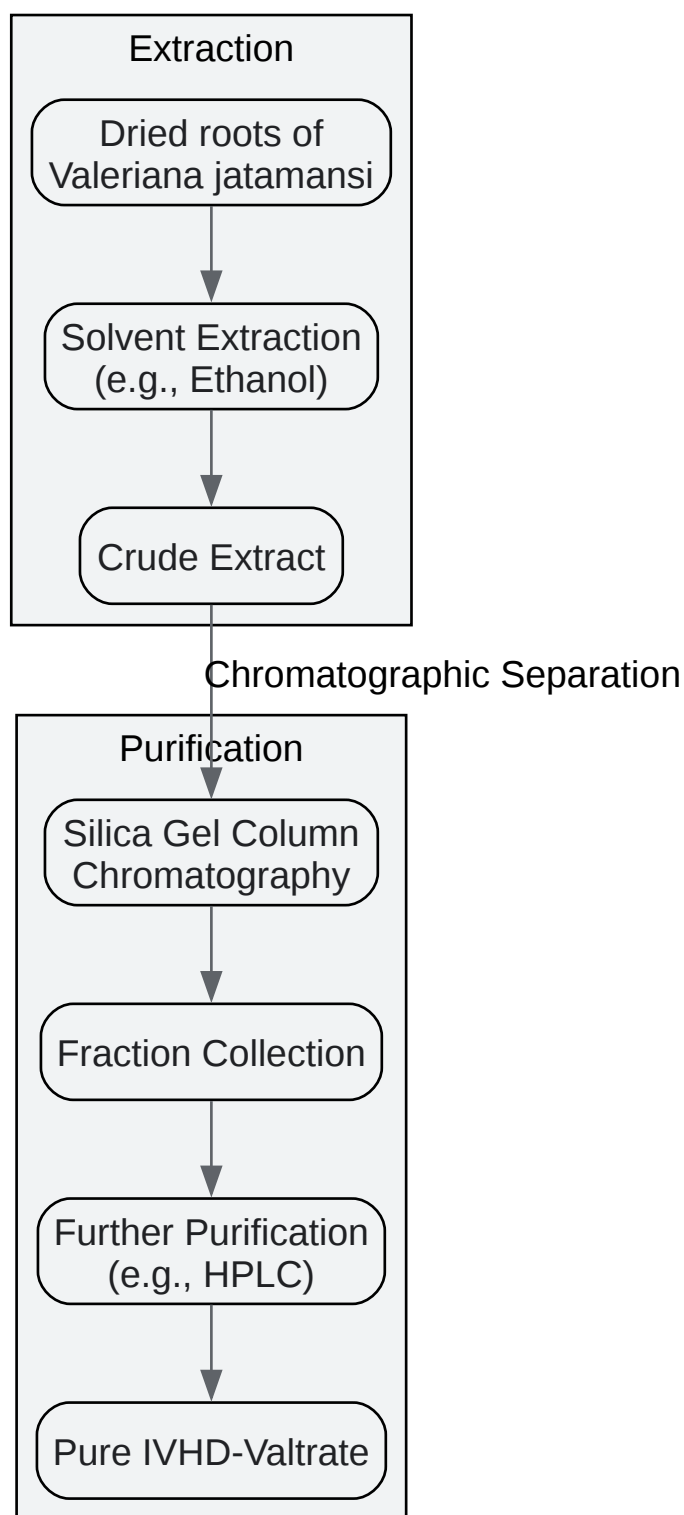 Extraction
Dried roots of
Valeriana jatamansi
Solvent Extraction
(e.g., Ethanol)
Crude Extract
Chromatographic Separation
Purification
Silica Gel Column
Chromatography
Fraction Collection
Further Purification
(e.g., HPLC)
Pure IVHD-Valtrate